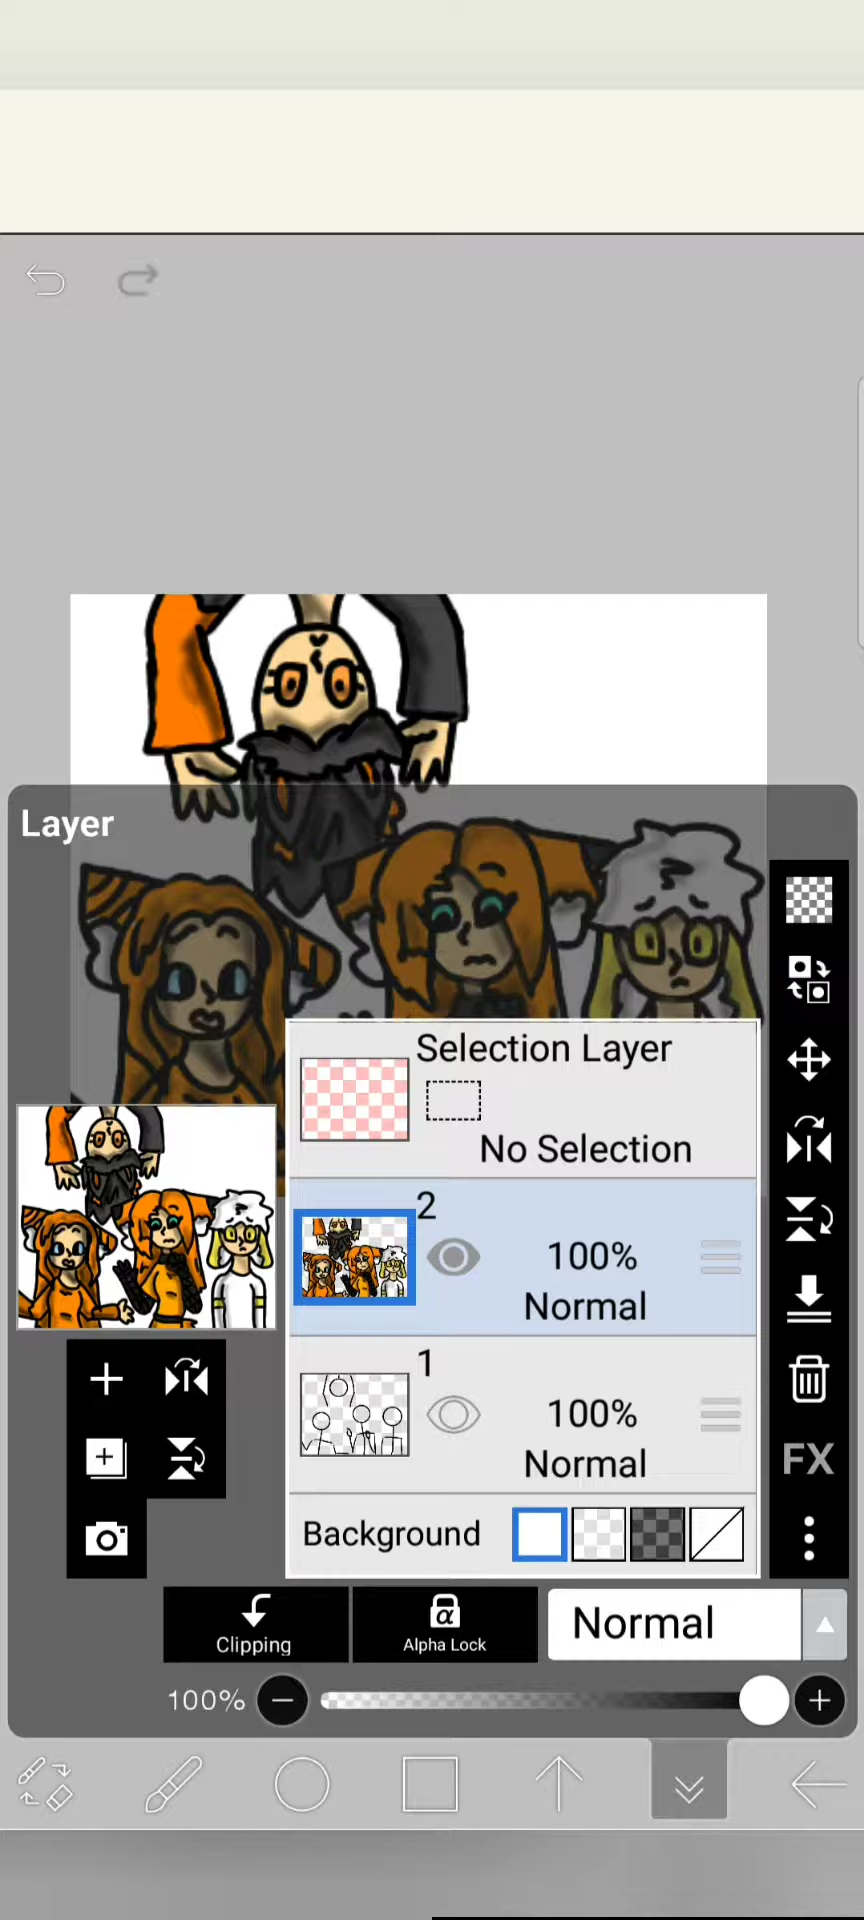 Layer
Selection Layer
No Selection
2
100%
Normal
1
100%
Normal
FX
Background
Clipping
α
Alpha Lock
Normal
100%